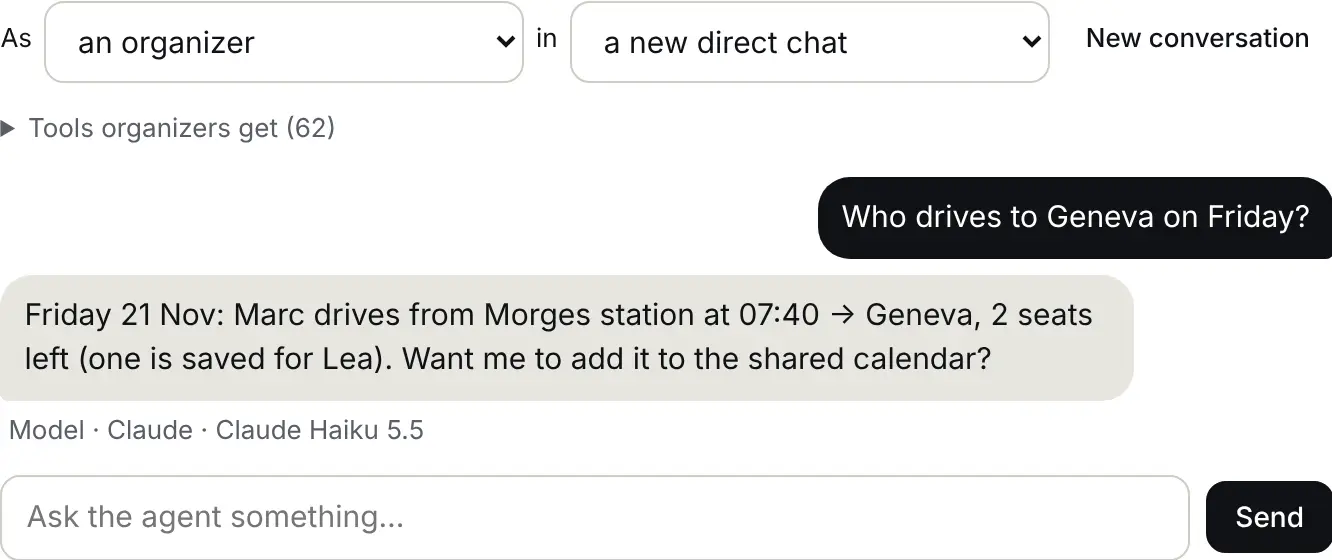 As an organizer in a new direct chat New conversation
Tools organizers get (62)
Who drives to Geneva on Friday?
Friday 21 Nov: Marc drives from Morges station at 07:40 → Geneva, 2 seats
left (one is saved for Lea). Want me to add it to the shared calendar?
Model · Claude · Claude Haiku 5.5
Ask the agent something...
Send